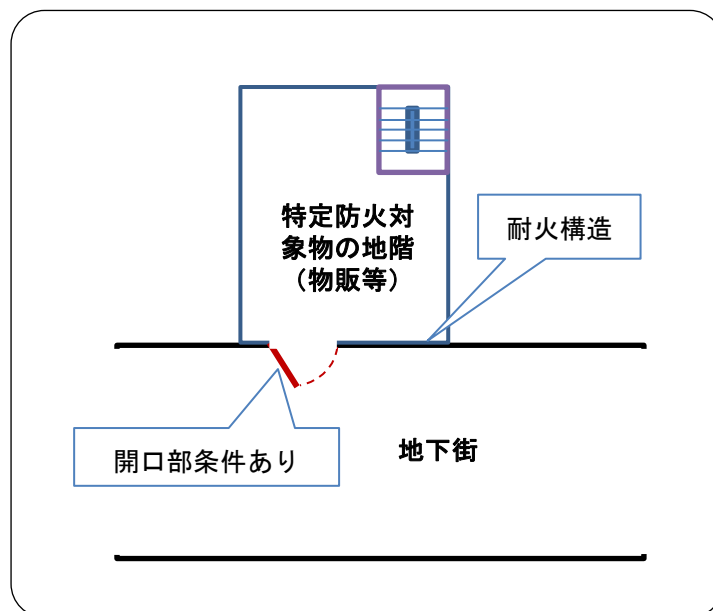 特定防火対
象物の地階
（物販等）
耐火構造
開口部条件あり
地下街